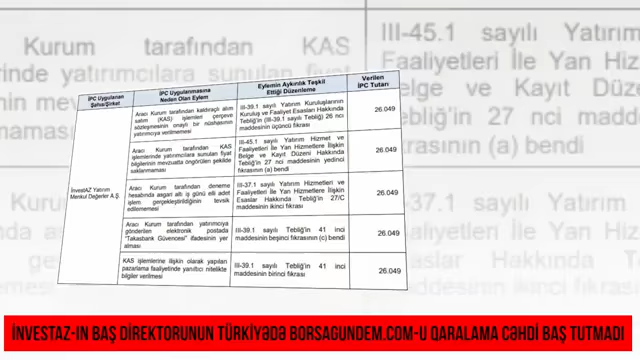 Kurum tarafından KAS
III-45.1 sayılı Yatırım
Faaliyetleri İle Yan Hizmet
Belge ve Kayıt Düzeni
Tebliğ'in 27 nci maddesinin
fıkrasının (a) bendi
İPC Uygulanan Şahıs/Şirket
İPC Uygulanmasına Neden Olan Eylem
Eylemin Aykırılık Teşkil Ettiği Düzenleme
Verilen İPC Tutarı
InvestAZ Yatırım
Menkul Değerler A.Ş.
Aracı Kurum tarafından kaldıraçlı alım
satım (KAS) işlemleri çerçeve
sözleşmesinin onaylı bir nüshasının
yatırımcıya verilmemesi
III-39.1 sayılı Yatırım Kuruluşlarının
Kuruluş ve Faaliyet Esasları Hakkında
Tebliğ'in (III-39.1 sayılı Tebliğ) 26 ncı
maddesinin üçüncü fıkrası
26.049
Aracı Kurum tarafından KAS
işlemlerinde yatırımcılara sunulan fiyat
bilgilerinin mevzuatta öngörülen şekilde
saklanmaması
III-45.1 sayılı Yatırım Hizmet ve
Faaliyetleri İle Yan Hizmetlere İlişkin
Belge ve Kayıt Düzeni Hakkında Tebliğ'in
27 nci maddesinin yedinci
fıkrasının (a) bendi
26.049
Aracı Kurum tarafından deneme
hesabında asgari altı iş günü elli adet
işlem gerçekleştirildiğinin tevsik
edilememesi
III-37.1 sayılı Yatırım Hizmetleri ve
Faaliyetleri İle Yan Hizmetlere İlişkin
Esaslar Hakkında Tebliğ'in 27/C
maddesinin ikinci fıkrası
26.049
Aracı Kurum tarafından yatırımcıya
gönderilen elektronik postada
"Takasbank Güvencesi" ifadesinin yer
alması
III-39.1 sayılı Tebliğ'in 41 inci
maddesinin beşinci fıkrasının (c) bendi
26.049
KAS işlemlerine ilişkin olarak yapılan
pazarlama faaliyetinde yanıltıcı nitelikte
bilgiler verilmesi
III-39.1 sayılı Tebliğ'in 41 inci
maddesinin birinci fıkrası
26.049
İNVESTAZ-IN BAŞ DİREKTORUNUN TÜRKİYƏDƏ BORSAGUNDEM.COM-U QARALAMA CƏHDİ BAŞ TUTMADI